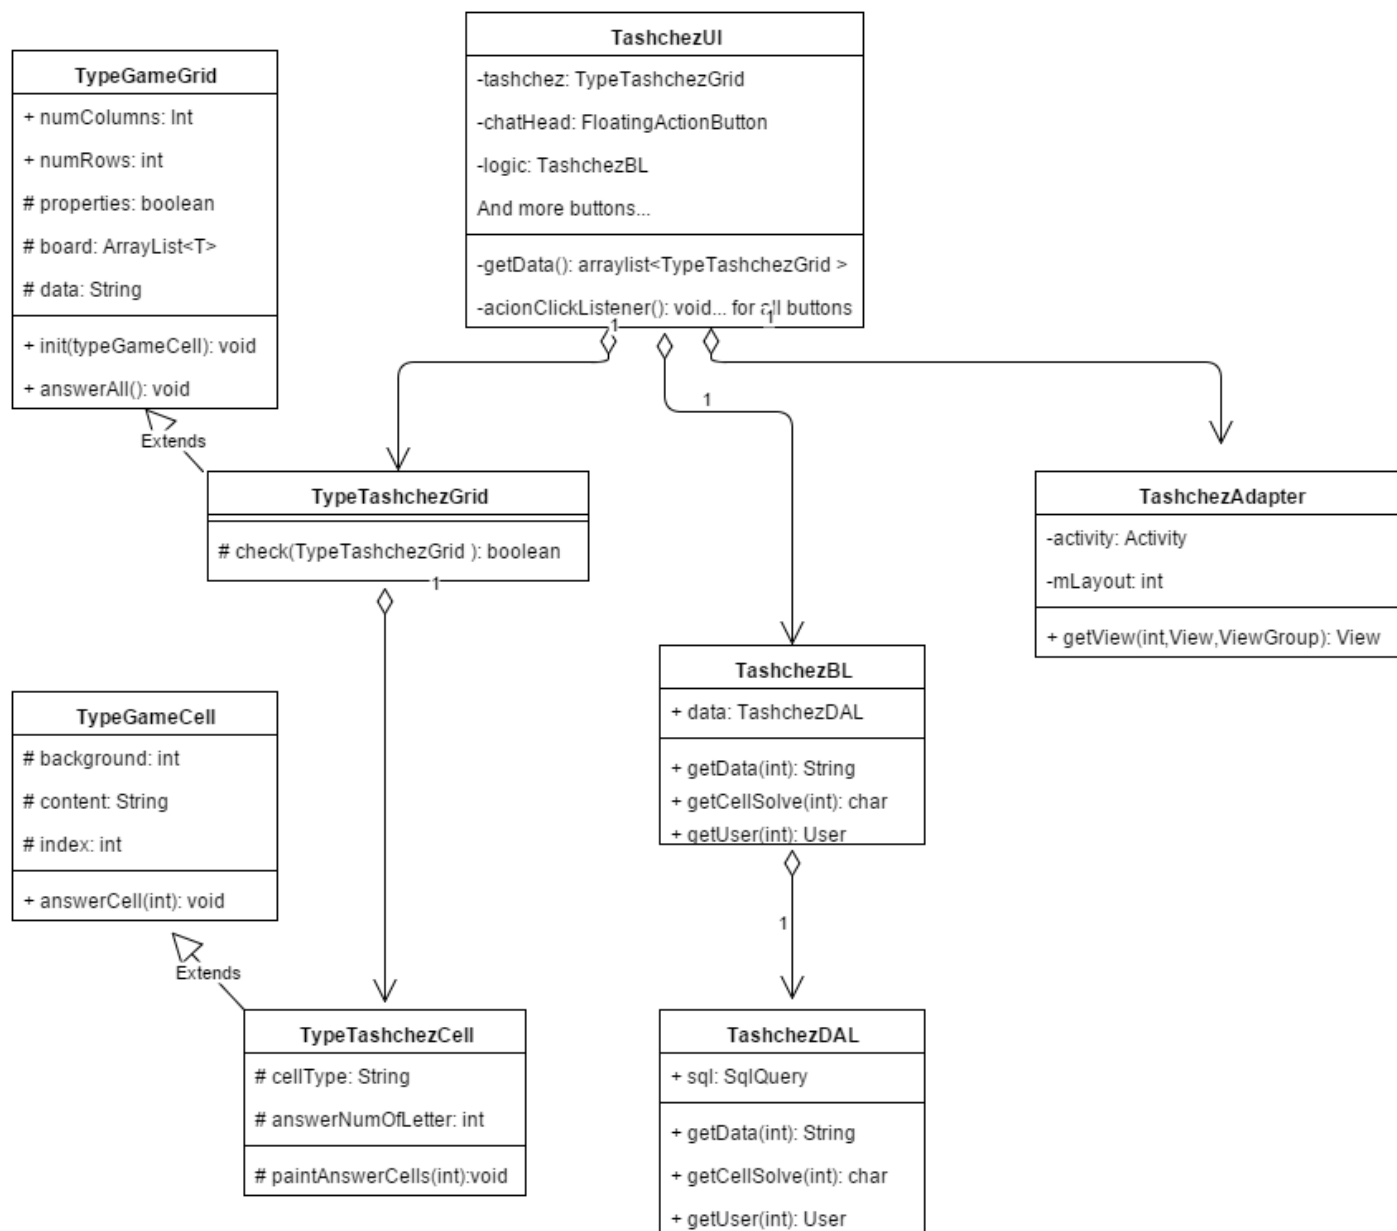 TashchezUI
-tashchez: TypeTashchezGrid
-chatHead: FloatingActionButton
-logic: TashchezBL
And more buttons...
-getData(): arraylist<TypeTashchezGrid >
-acionClickListener(): void... for all buttons
TypeGameGrid
+ numColumns: Int
+ numRows: int
# properties: boolean
# board: ArrayList<T>
# data: String
+ init(typeGameCell): void
+ answerAll(): void
1
1
1
Extends
TypeTashchezGrid
# check(TypeTashchezGrid ): boolean
1
TashchezAdapter
-activity: Activity
-mLayout: int
+ getView(int,View,ViewGroup): View
TashchezBL
+ data: TashchezDAL
+ getData(int): String
+ getCellSolve(int): char
+ getUser(int): User
1
TypeGameCell
# background: int
# content: String
# index: int
+ answerCell(int): void
Extends
TypeTashchezCell
# cellType: String
# answerNumOfLetter: int
# paintAnswerCells(int):void
TashchezDAL
+ sql: SqlQuery
+ getData(int): String
+ getCellSolve(int): char
+ getUser(int): User